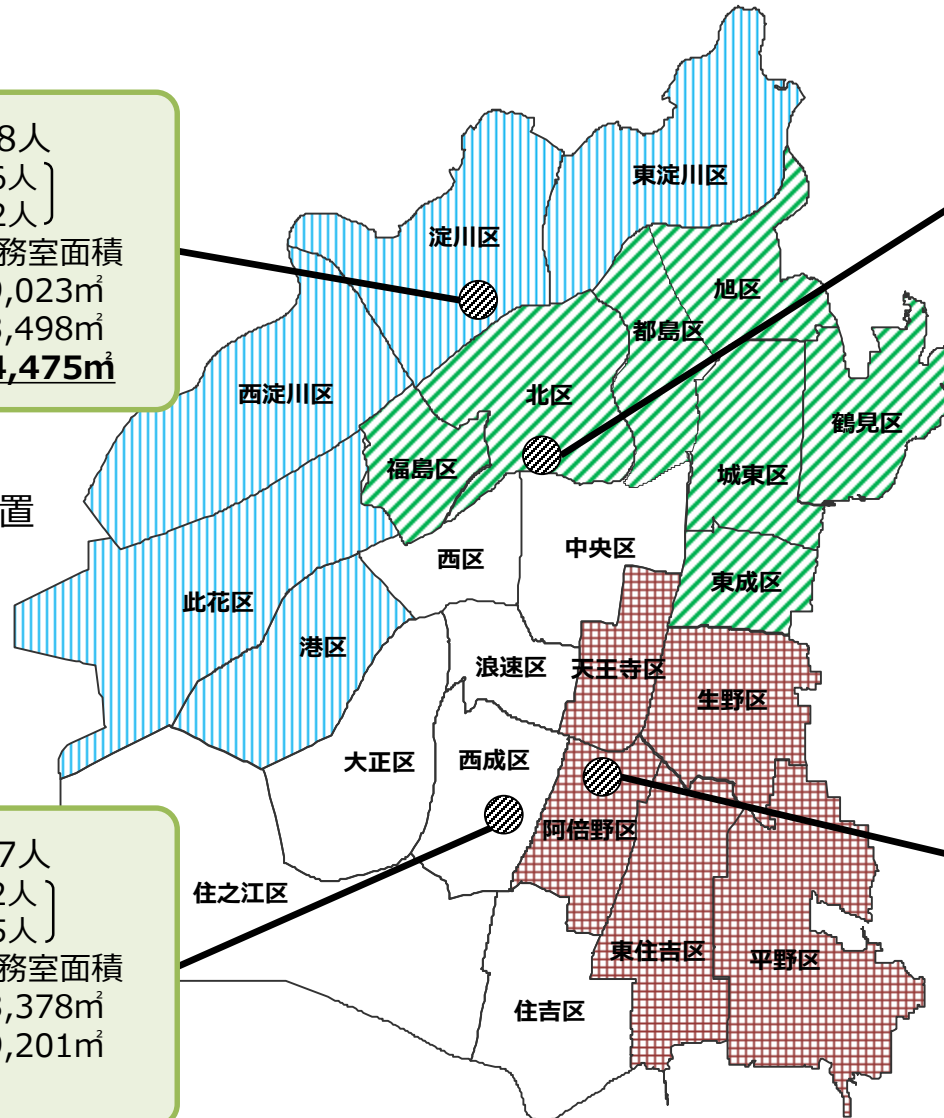 8人
6人
2人
務室面積
9,023㎡
3,498㎡
4,475㎡
東淀川区
淀川区
旭区
都島区
西淀川区
北区
鶴見区
福島区
城東区
置
西区
中央区
東成区
此花区
港区
浪速区
天王寺区
生野区
大正区
西成区
阿倍野区
7人
2人
5人
務室面積
3,378㎡
9,201㎡
住之江区
東住吉区
平野区
住吉区